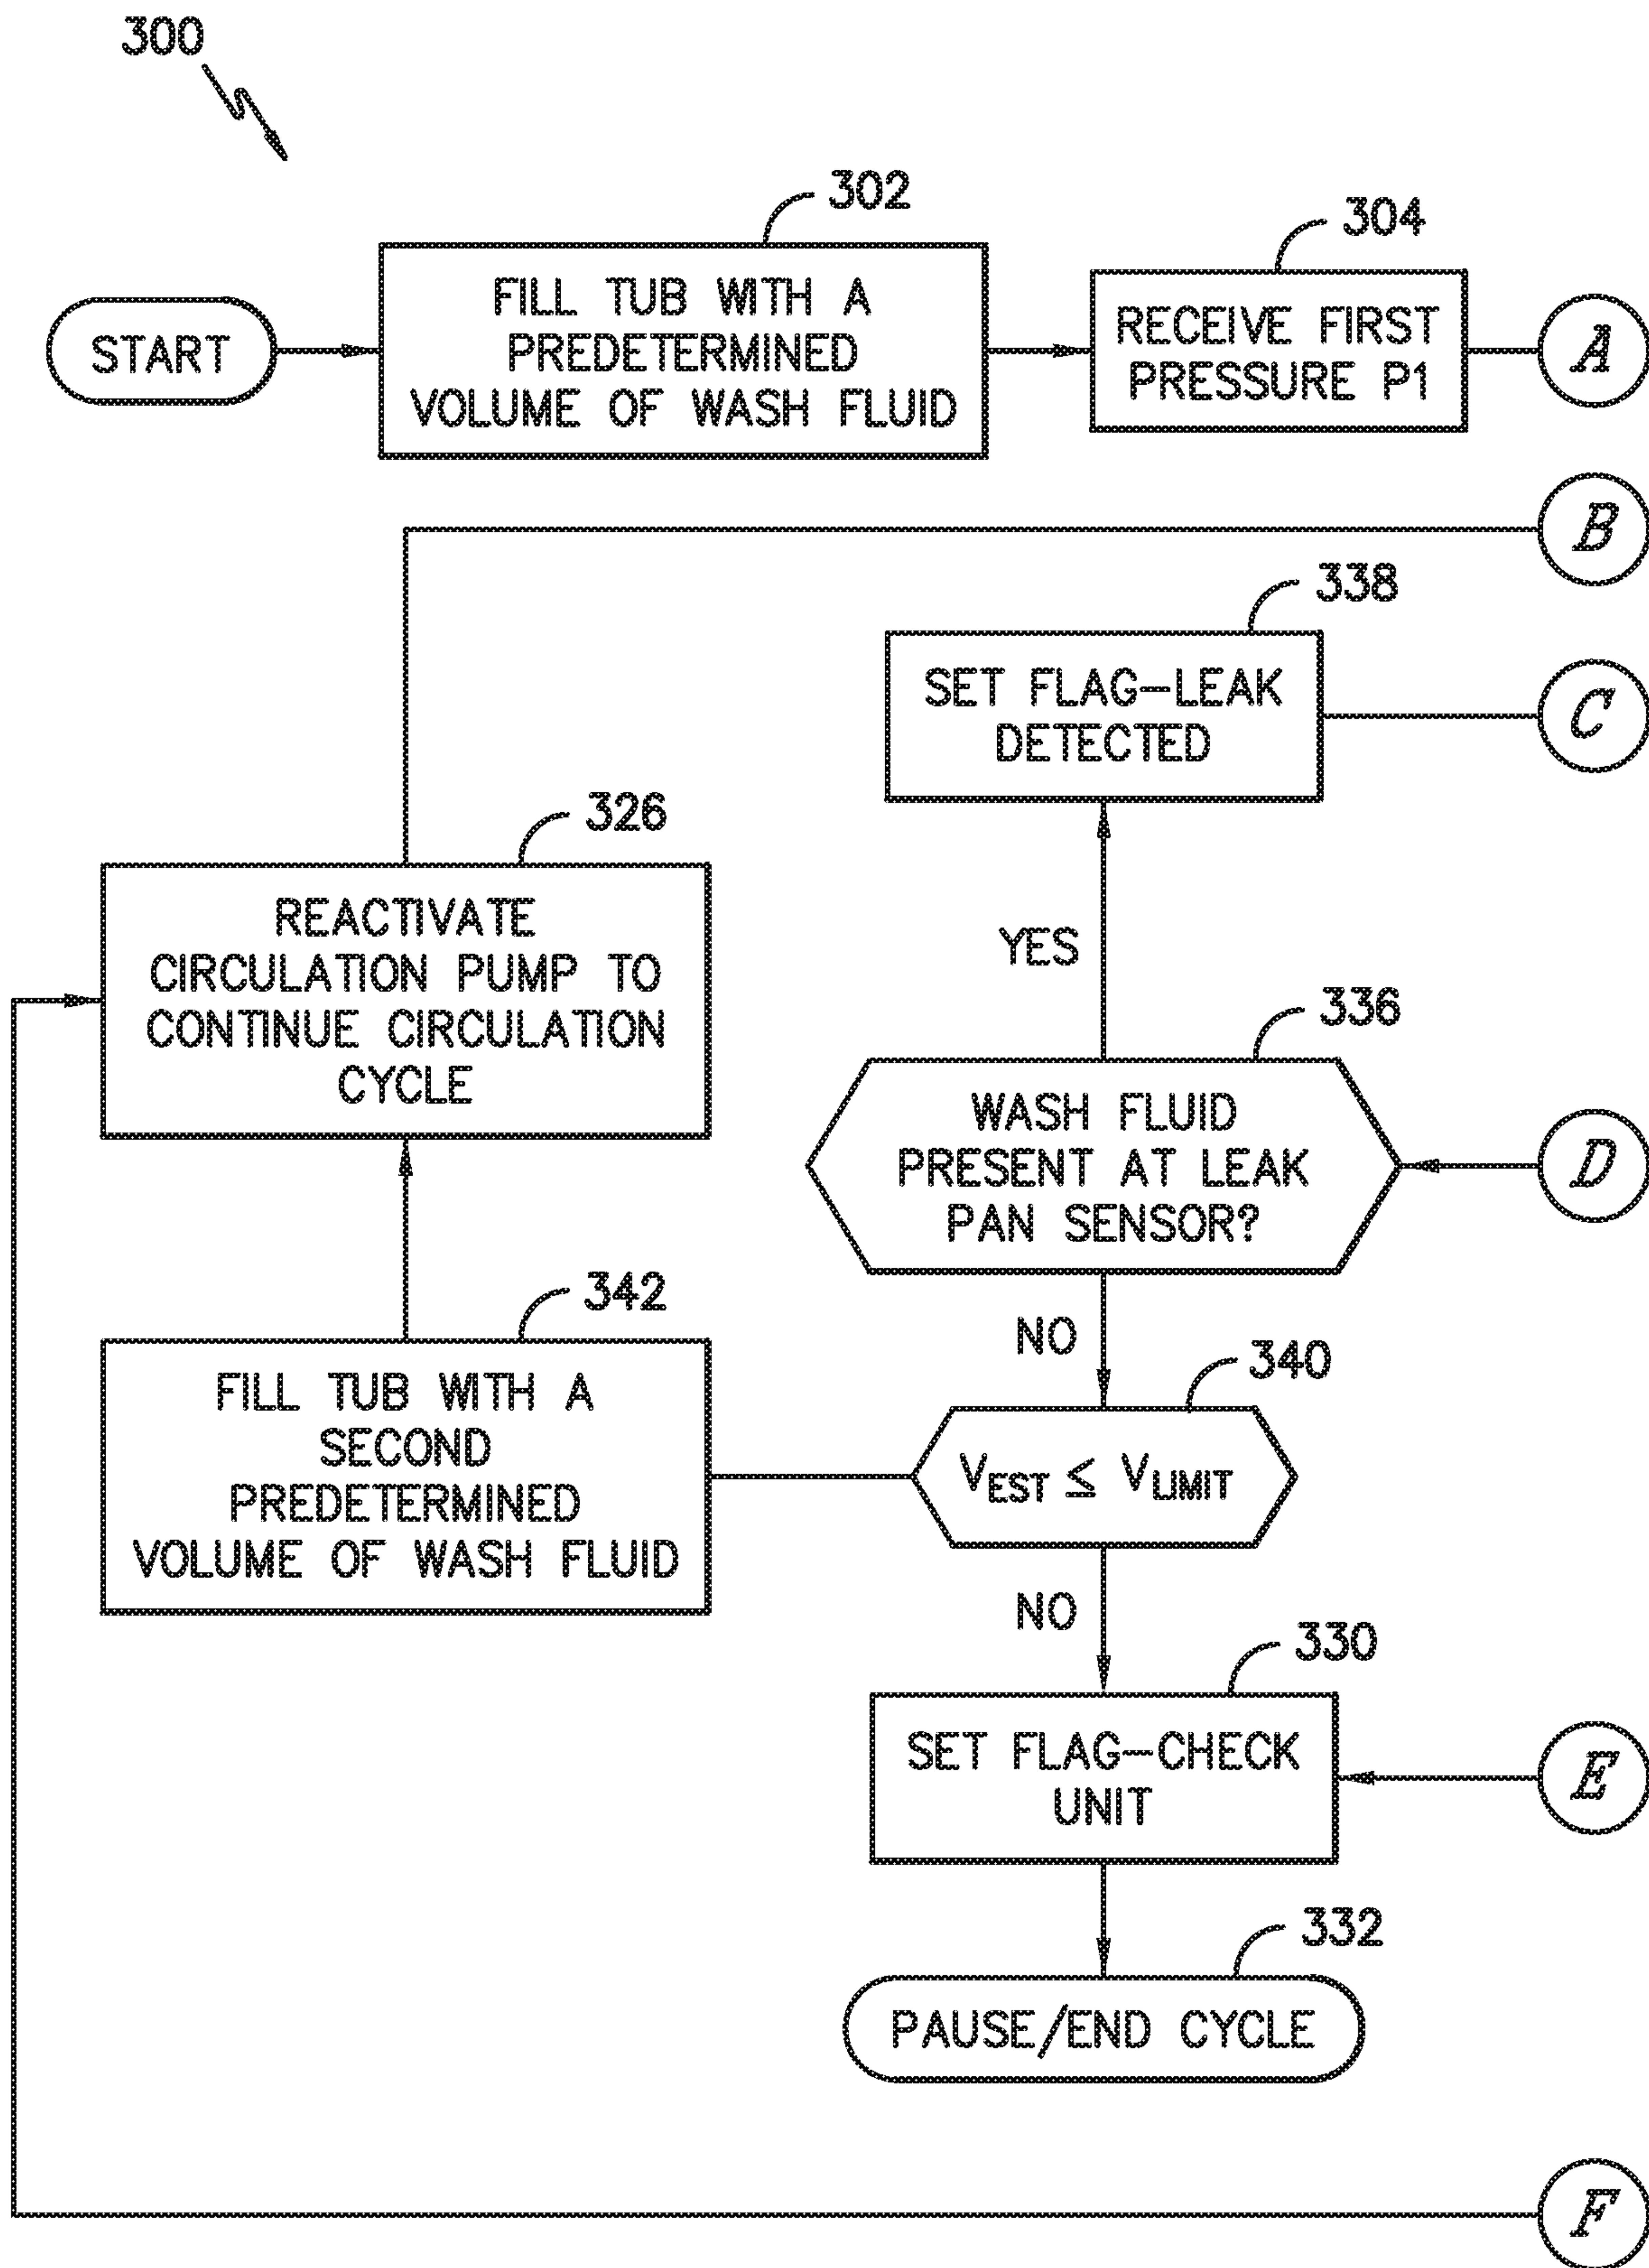 300
302
304
START
FILL TUB WITH A
PREDETERMINED
VOLUME OF WASH FLUID
RECEIVE FIRST
PRESSURE P1
A
B
338
SET FLAG-LEAK
DETECTED
C
326
REACTIVATE
CIRCULATION PUMP TO
CONTINUE CIRCULATION
CYCLE
YES
336
WASH FLUID
PRESENT AT LEAK
PAN SENSOR?
D
342
FILL TUB WITH A
SECOND
PREDETERMINED
VOLUME OF WASH FLUID
NO
340
VEST ≤ VLIMIT
NO
330
SET FLAG-CHECK
UNIT
E
332
PAUSE/END CYCLE
F